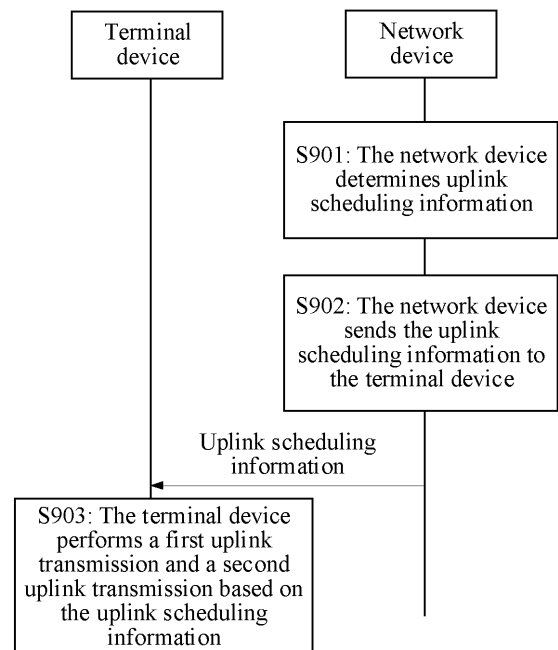 Terminal
device
Network
device
S901: The network device
determines uplink
scheduling information
S902: The network device
sends the uplink
scheduling information to
the terminal device
Uplink scheduling
information
S903: The terminal device
performs a first uplink
transmission and a second
uplink transmission based on
the uplink scheduling
information